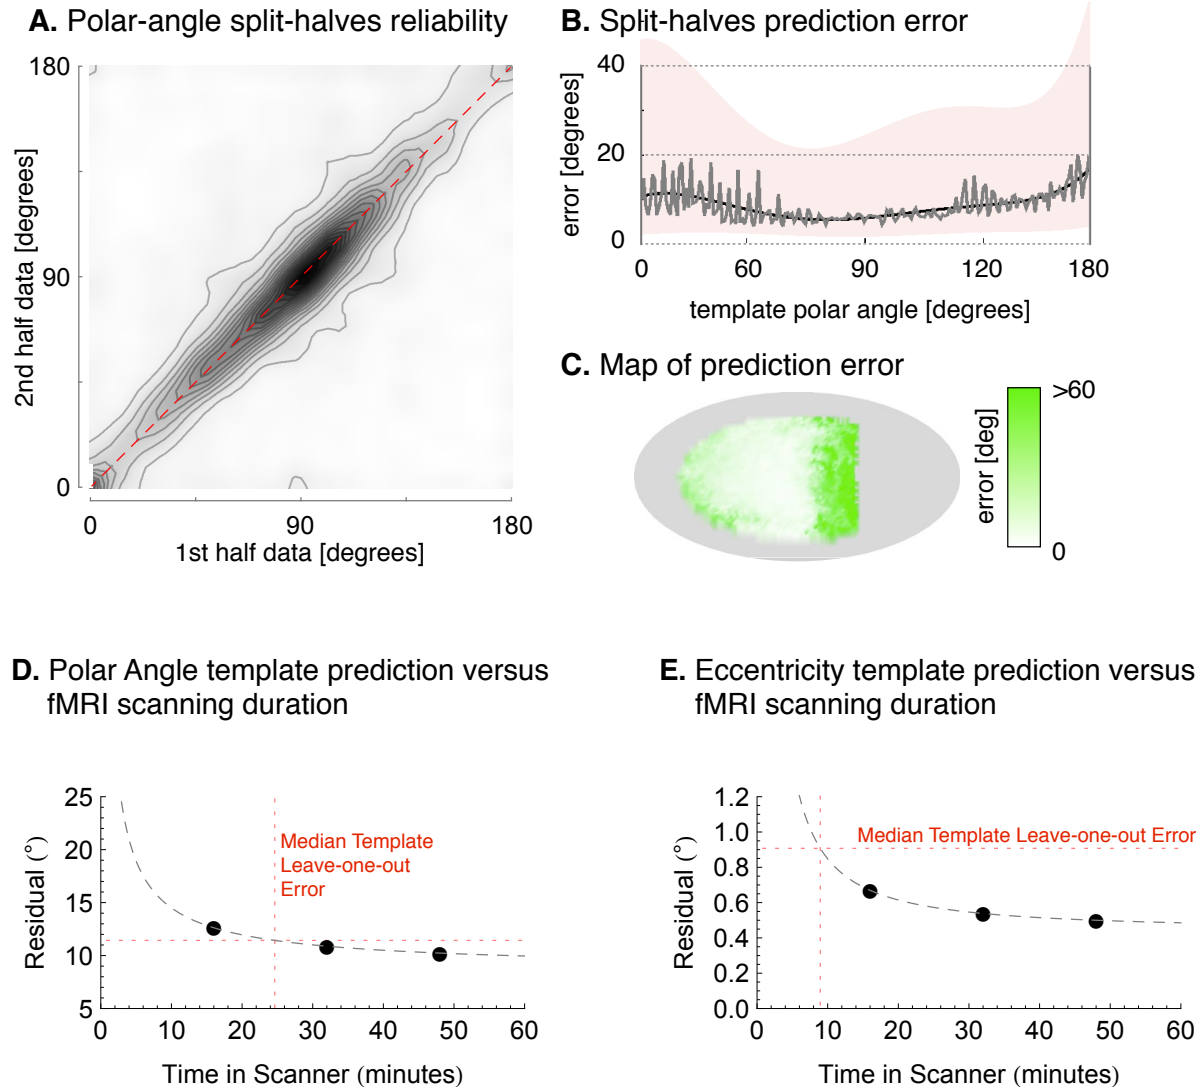 A. Polar-angle split-halves reliability
180
90
0
2nd half data [degrees]
0
90
180
1st half data [degrees]
B. Split-halves prediction error
40
20
0
error [degrees]
0
60
90
120
180
template polar angle [degrees]
C. Map of prediction error
error [deg]
>60
0
D. Polar Angle template prediction versus
fMRI scanning duration
25
20
15
10
5
Residual (°)
Median Template
Leave-one-out
Error
0
10
20
30
40
50
60
Time in Scanner (minutes)
E. Eccentricity template prediction versus
fMRI scanning duration
1.2
1.0
0.8
0.6
0.4
0.2
0.0
Residual (°)
Median Template Leave-one-out Error
0
10
20
30
40
50
60
Time in Scanner (minutes)